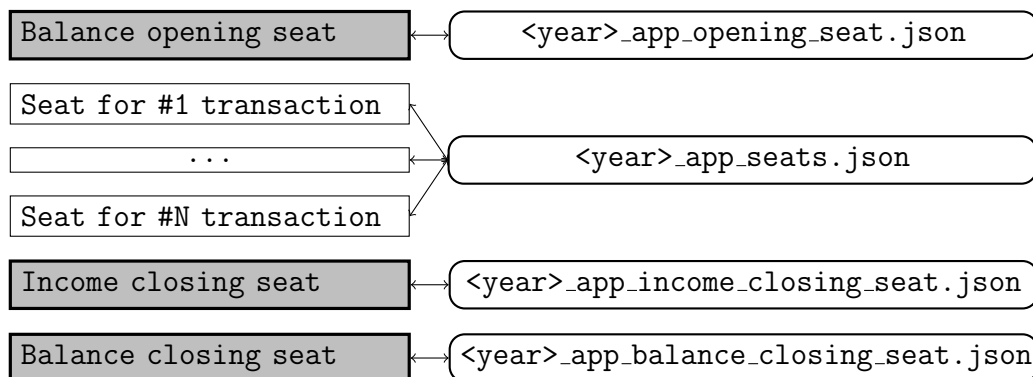 Balance opening seat
<year>_app_opening_seat.json
Seat for #1 transaction
...
<year>_app_seats.json
Seat for #N transaction
Income closing seat
<year>_app_income_closing_seat.json
Balance closing seat
<year>_app_balance_closing_seat.json